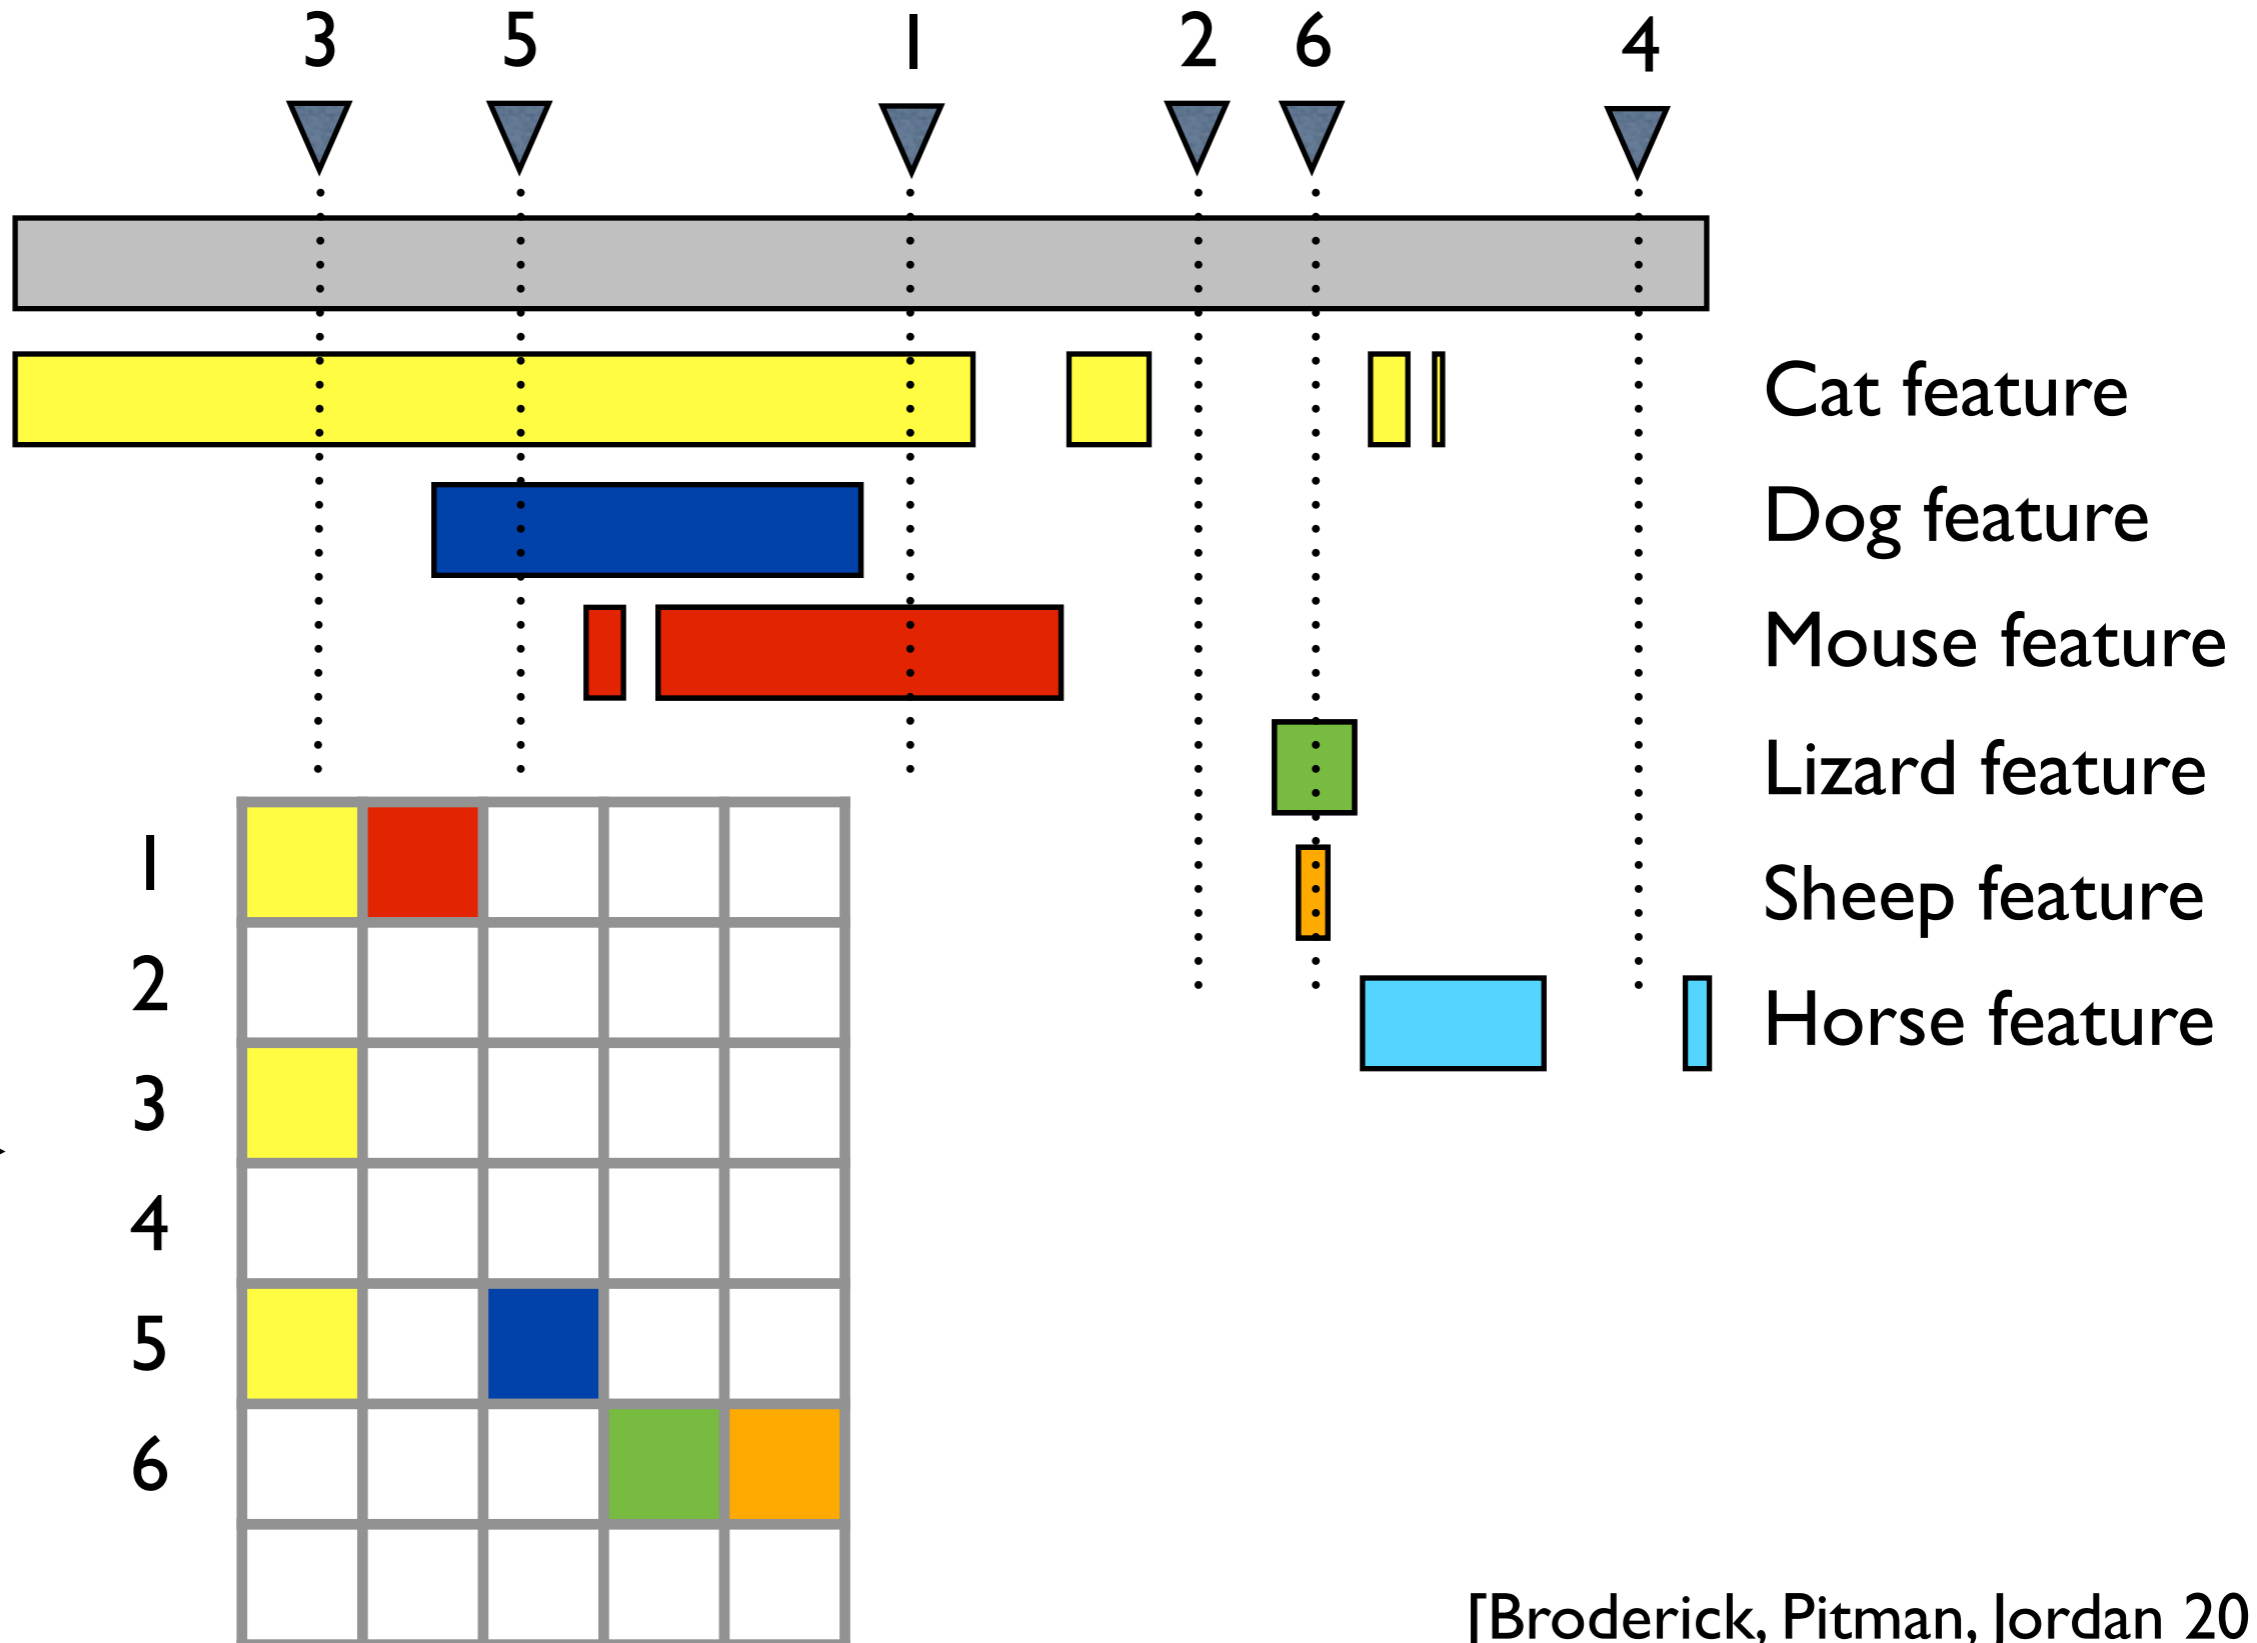 3 5 1 2 6 4
Cat feature
Dog feature
Mouse feature
Lizard feature
Sheep feature
Horse feature
1
2
3
4
5
6
[Broderick, Pitman, Jordan 20